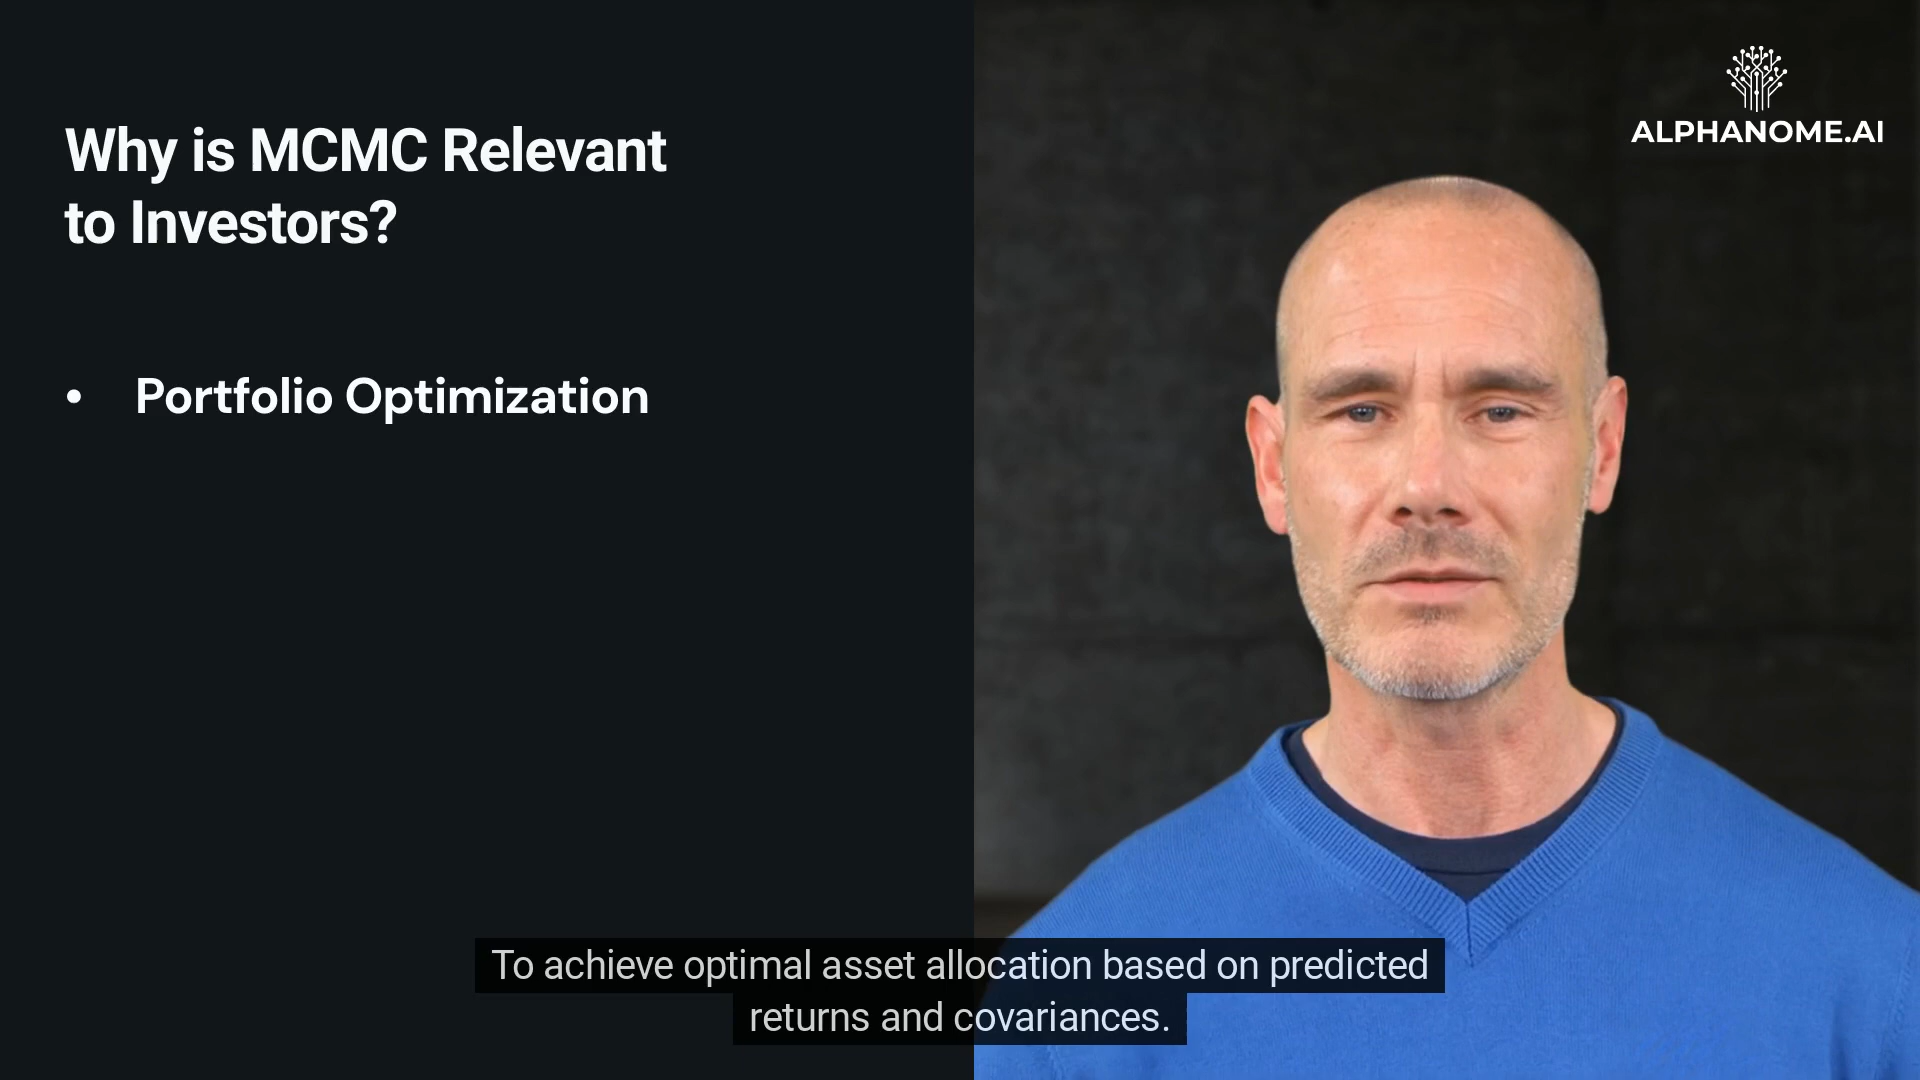 Why is MCMC Relevant
to Investors?
• Portfolio Optimization
ALPHANOME.AI
To achieve optimal asset allocation based on predicted
returns and covariances.